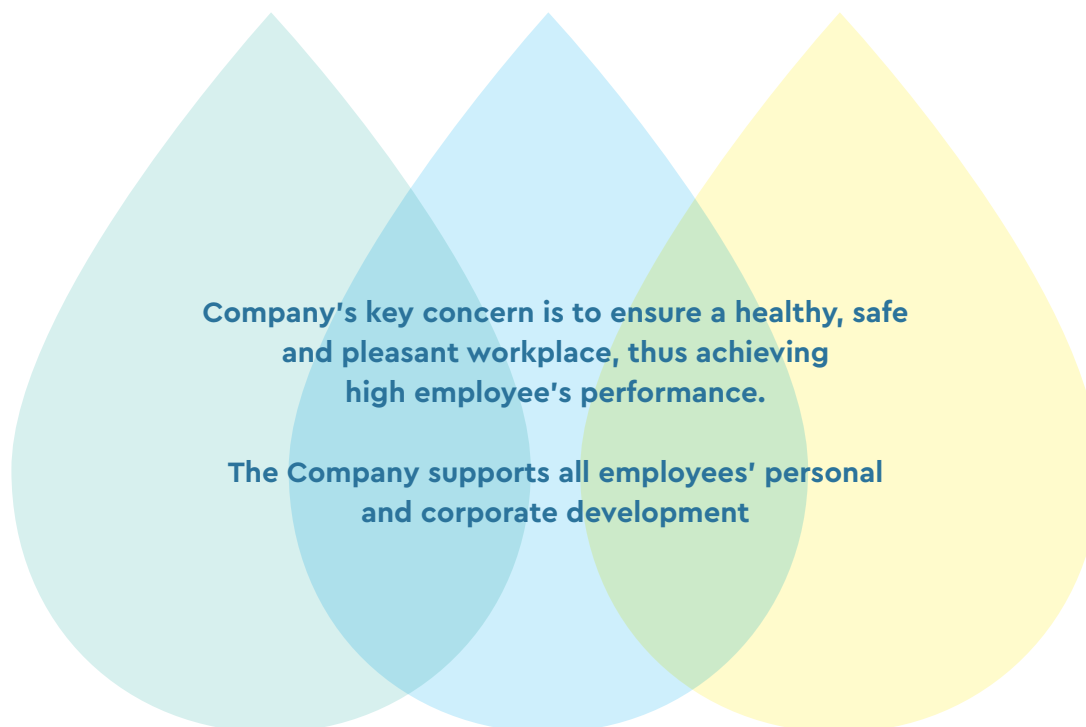 Company's key concern is to ensure a healthy, safe
and pleasant workplace, thus achieving
high employee's performance.
The Company supports all employees' personal
and corporate development